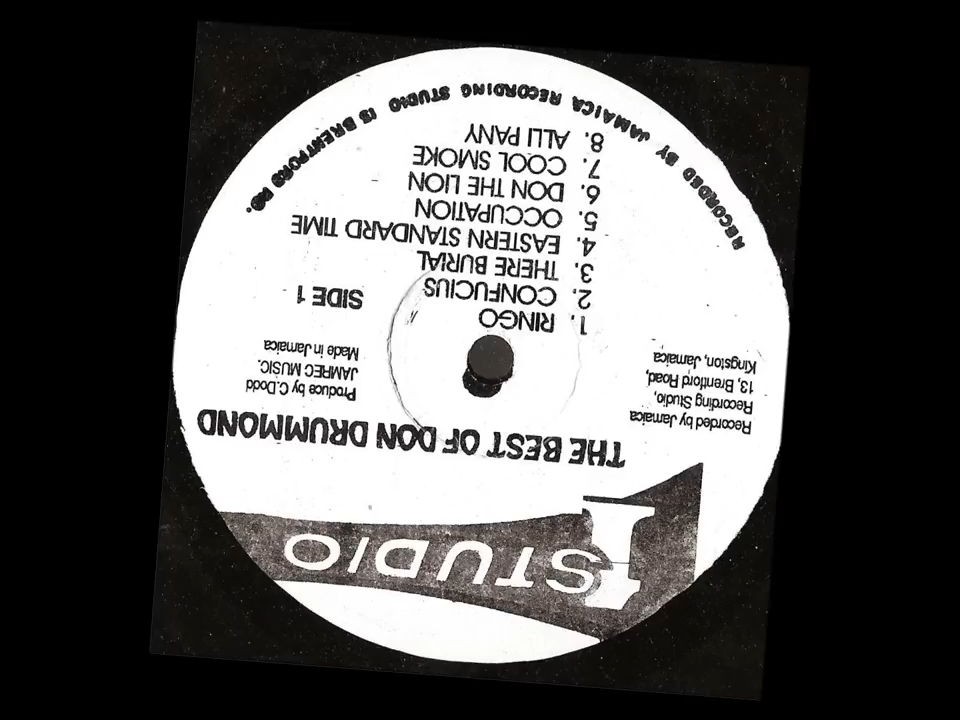 STUDIO
1
THE BEST OF DON DRUMMOND
Recorded by Jamaica
Recording Studio,
13, Brentford Road,
Kingston, Jamaica
Produce by C.Dodd
JAMREC MUSIC.
Made in Jamaica
SIDE 1
1. RINGO
2. CONFUCIUS
3. THERE BURIAL
4. EASTERN STANDARD TIME
5. OCCUPATION
6. DON THE LION
7. COOL SMOKE
8. ALLI PANY
RECORDED BY JAMAICA RECORDING STUDIO 13 BRENTFORD RD.